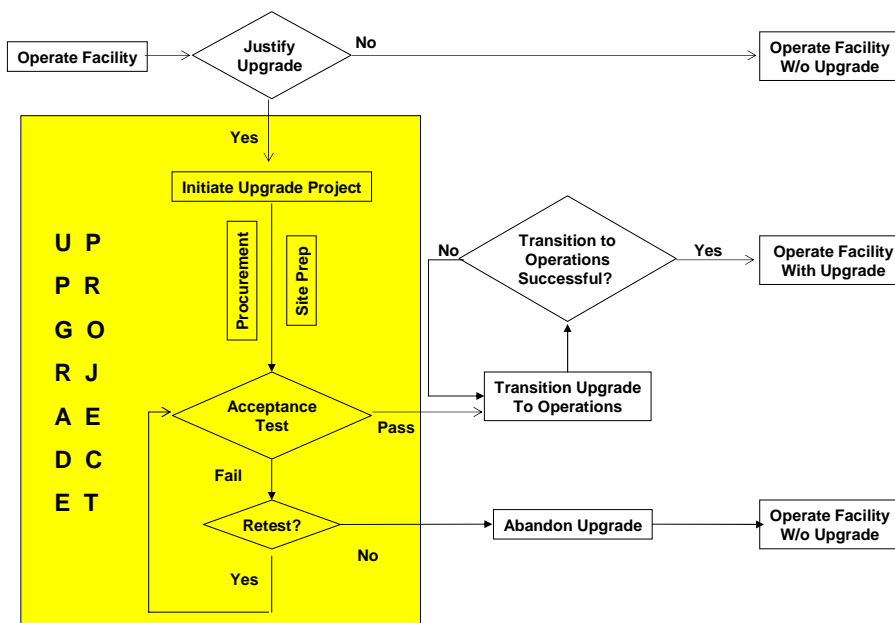 Operate Facility
Justify
Upgrade
No
Operate Facility
W/o Upgrade
Yes
Initiate Upgrade Project
Procurement
Site Prep
UPGRADE
PROJECT
No
Transition to
Operations
Successful?
Yes
Operate Facility
With Upgrade
Transition Upgrade
To Operations
Acceptance
Test
Pass
Fail
Retest?
No
Yes
Abandon Upgrade
Operate Facility
W/o Upgrade